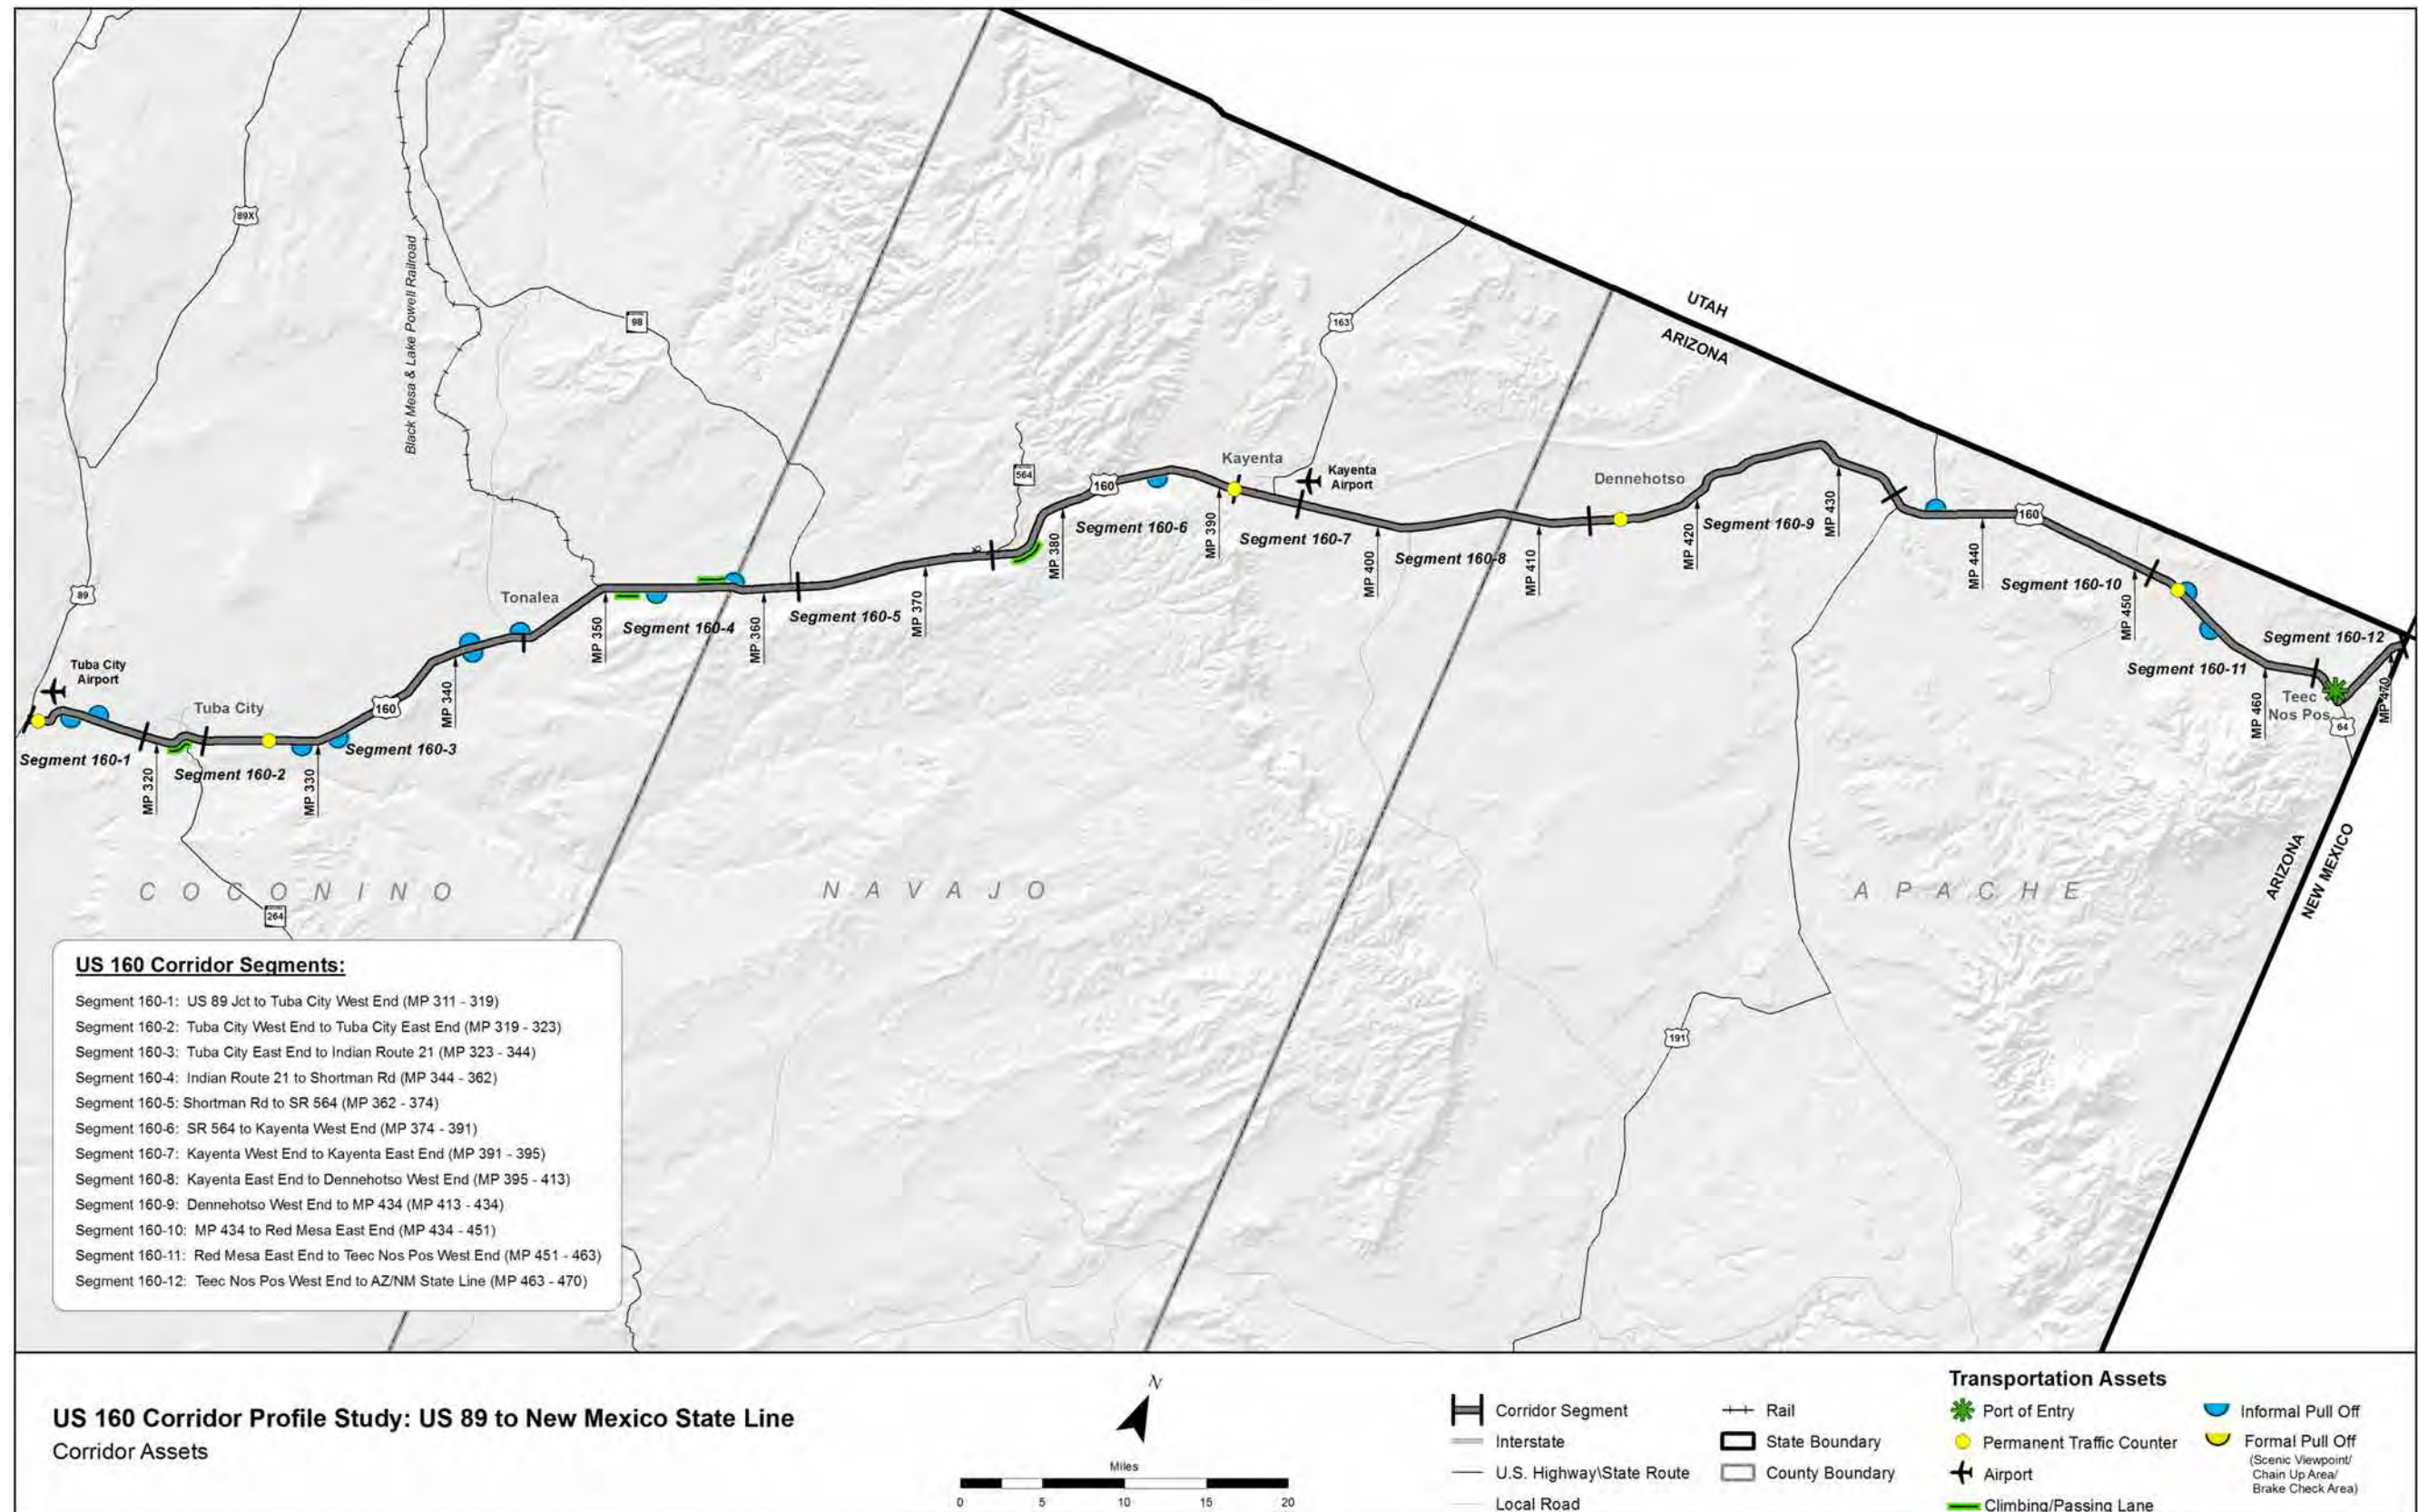 UTAH
ARIZONA
89X
Black Mesa & Lake Powell Railroad
98
163
564
160
Kayenta
Kayenta
Airport
Dennehotso
Segment 160-6
Segment 160-7
Segment 160-8
Segment 160-9
MP 380
MP 390
MP 400
MP 410
MP 420
MP 430
160
MP 440
Segment 160-10
MP 450
89
Tonalea
MP 350
Segment 160-4
MP 360
Segment 160-5
MP 370
Segment 160-12
Segment 160-11
MP 460
Teec
Nos Pos
MP 470
64
Tuba City
Airport
Tuba City
160
MP 340
Segment 160-1
MP 320
Segment 160-2
MP 330
Segment 160-3
COCONINO
NAVAJO
APACHE
ARIZONA
NEW MEXICO
264
191
US 160 Corridor Segments:
Segment 160-1: US 89 Jct to Tuba City West End (MP 311 - 319)
Segment 160-2: Tuba City West End to Tuba City East End (MP 319 - 323)
Segment 160-3: Tuba City East End to Indian Route 21 (MP 323 - 344)
Segment 160-4: Indian Route 21 to Shortman Rd (MP 344 - 362)
Segment 160-5: Shortman Rd to SR 564 (MP 362 - 374)
Segment 160-6: SR 564 to Kayenta West End (MP 374 - 391)
Segment 160-7: Kayenta West End to Kayenta East End (MP 391 - 395)
Segment 160-8: Kayenta East End to Dennehotso West End (MP 395 - 413)
Segment 160-9: Dennehotso West End to MP 434 (MP 413 - 434)
Segment 160-10: MP 434 to Red Mesa East End (MP 434 - 451)
Segment 160-11: Red Mesa East End to Teec Nos Pos West End (MP 451 - 463)
Segment 160-12: Teec Nos Pos West End to AZ/NM State Line (MP 463 - 470)
US 160 Corridor Profile Study: US 89 to New Mexico State Line
Corridor Assets
N
Miles
0 5 10 15 20
Corridor Segment
Interstate
U.S. Highway\State Route
Local Road
Rail
State Boundary
County Boundary
Transportation Assets
Port of Entry
Permanent Traffic Counter
Airport
Climbing/Passing Lane
Informal Pull Off
Formal Pull Off
(Scenic Viewpoint/
Chain Up Area/
Brake Check Area)